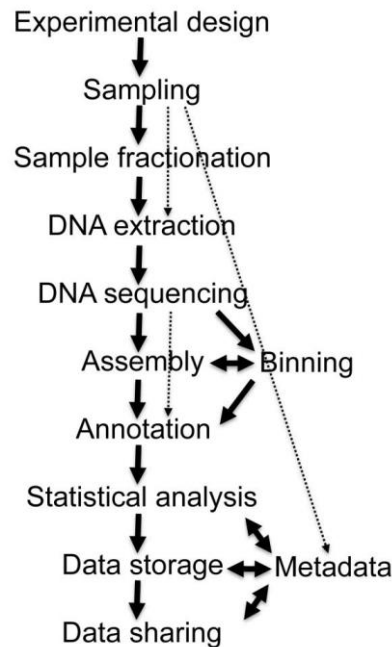 Experimental design
Sampling
Sample fractionation
DNA extraction
DNA sequencing
Assembly Binning
Annotation
Statistical analysis
Data storage Metadata
Data sharing